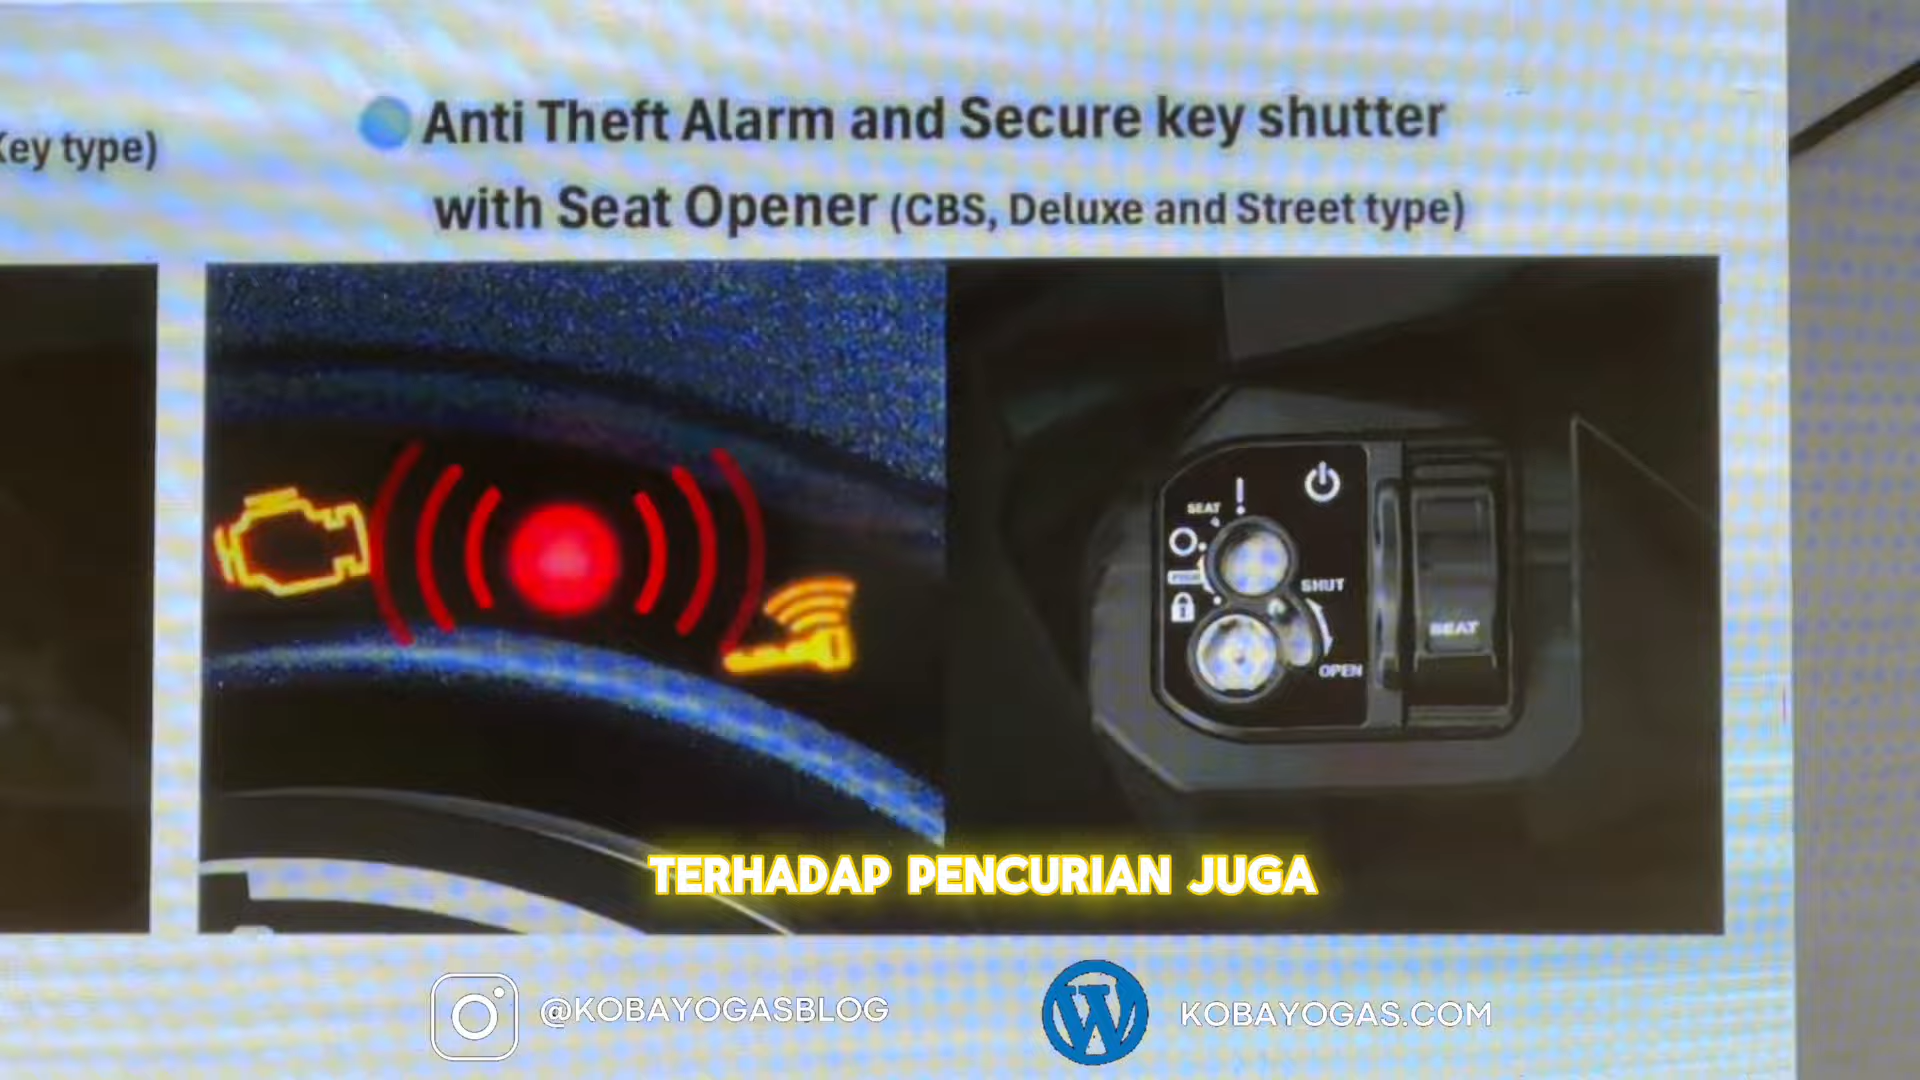 key type)
Anti Theft Alarm and Secure key shutter
with Seat Opener (CBS, Deluxe and Street type)
SEAT
SHUT
OPEN
SEAT
TERHADAP PENCURIAN JUGA
@KOBAYOGASBLOG
KOBAYOGAS.COM